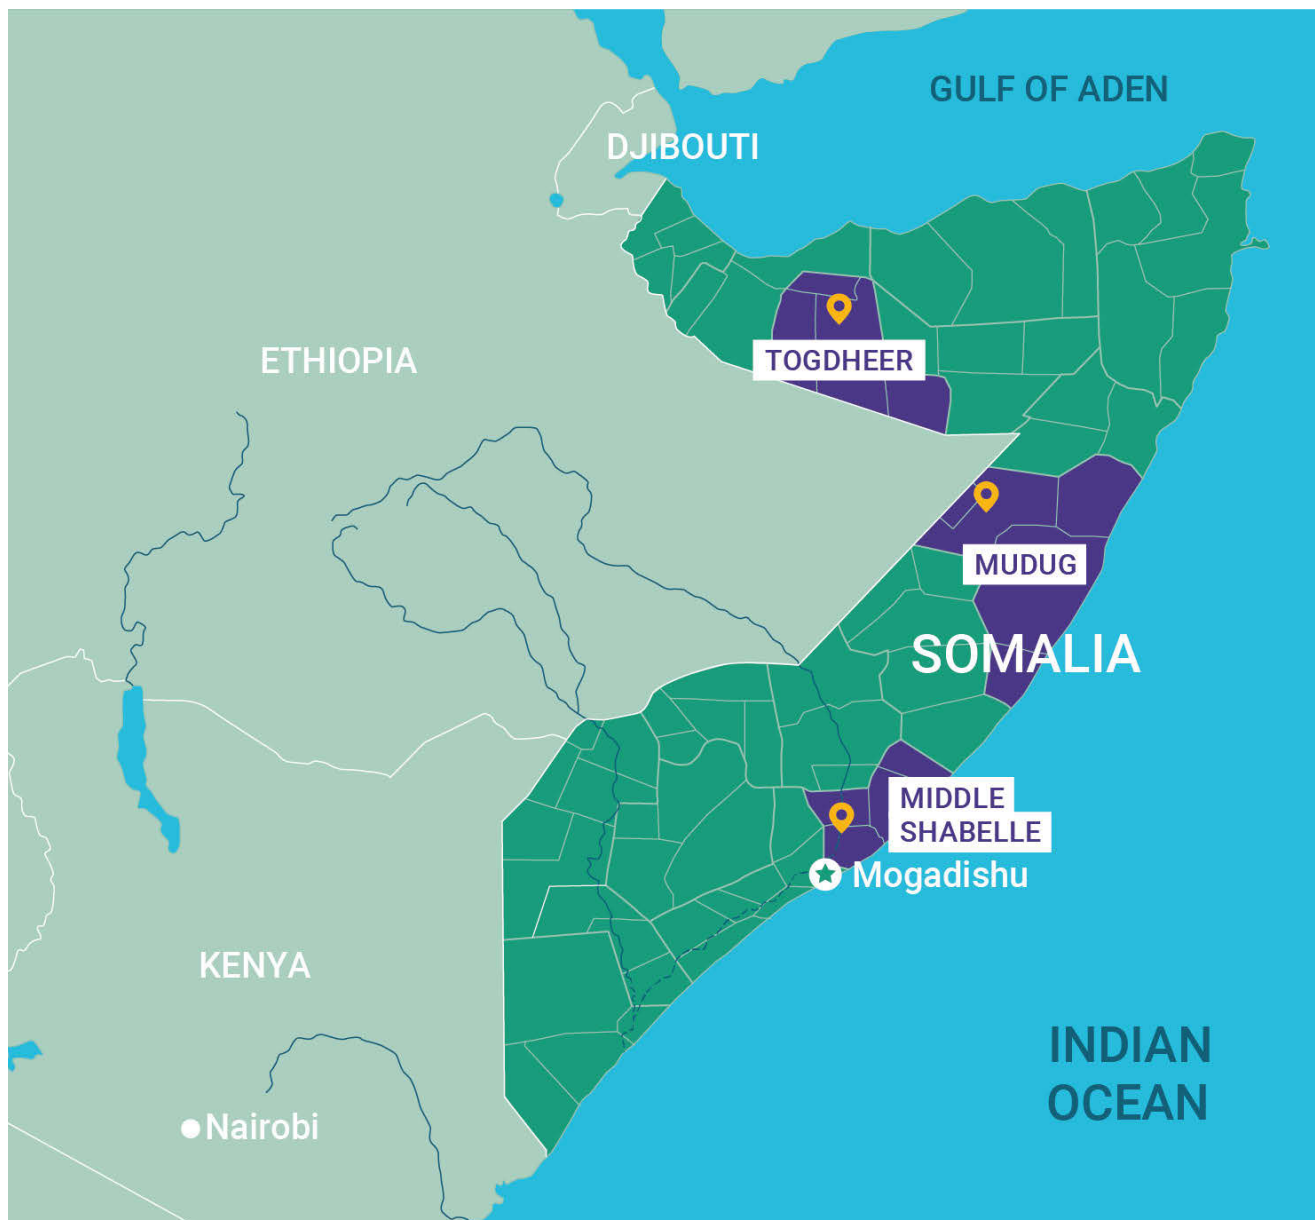 GULF OF ADEN
DJIBOUTI
ETHIOPIA
TOGDHEER
MUDUG
SOMALIA
MIDDLE
SHABELLE
Mogadishu
KENYA
INDIAN
OCEAN
Nairobi